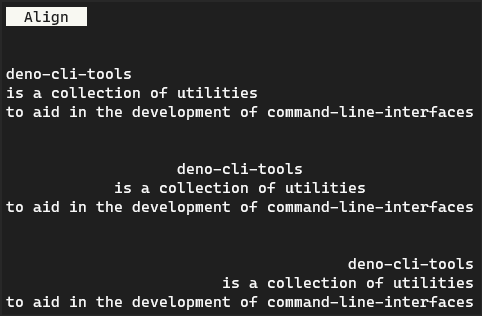 Align
deno-cli-tools
is a collection of utilities
to aid in the development of command-line-interfaces
deno-cli-tools
is a collection of utilities
to aid in the development of command-line-interfaces
deno-cli-tools
is a collection of utilities
to aid in the development of command-line-interfaces